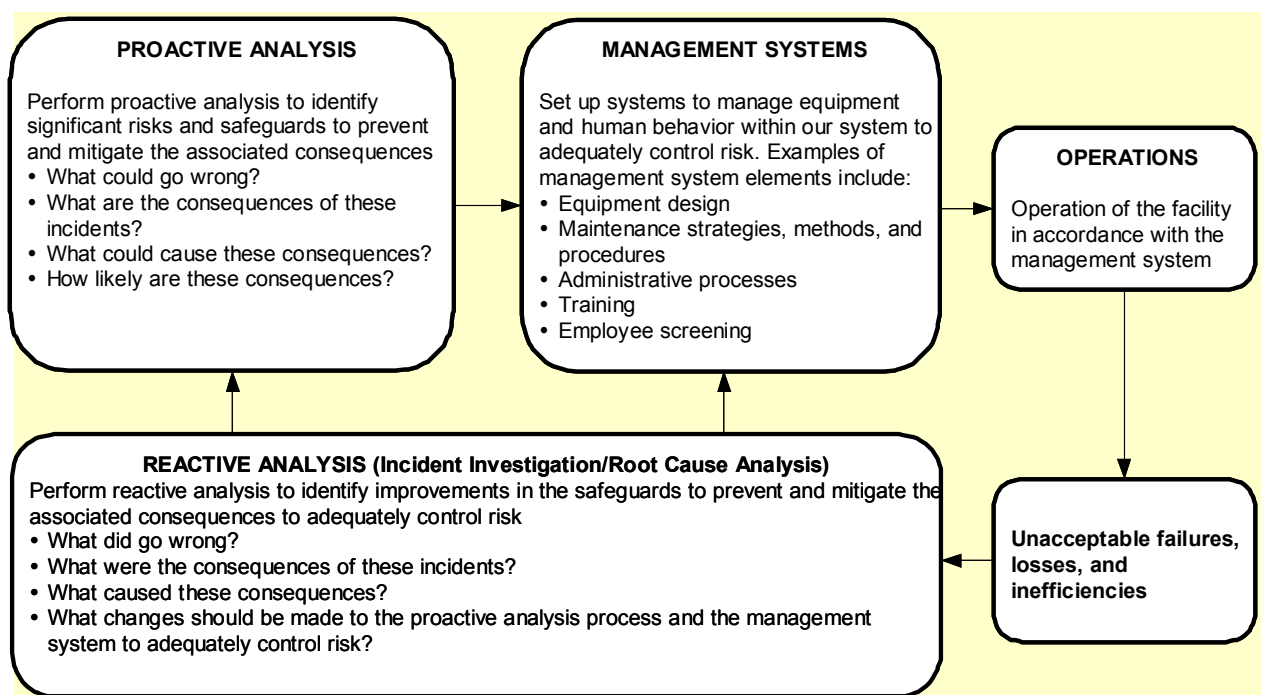 PROACTIVE ANALYSIS
Perform proactive analysis to identify
significant risks and safeguards to prevent
and mitigate the associated consequences
• What could go wrong?
• What are the consequences of these
incidents?
• What could cause these consequences?
• How likely are these consequences?
MANAGEMENT SYSTEMS
Set up systems to manage equipment
and human behavior within our system to
adequately control risk. Examples of
management system elements include:
• Equipment design
• Maintenance strategies, methods, and
procedures
• Administrative processes
• Training
• Employee screening
OPERATIONS
Operation of the facility
in accordance with the
management system
Unacceptable failures,
losses, and
inefficiencies
REACTIVE ANALYSIS (Incident Investigation/Root Cause Analysis)
Perform reactive analysis to identify improvements in the safeguards to prevent and mitigate the
associated consequences to adequately control risk
• What did go wrong?
• What were the consequences of these incidents?
• What caused these consequences?
• What changes should be made to the proactive analysis process and the management
system to adequately control risk?